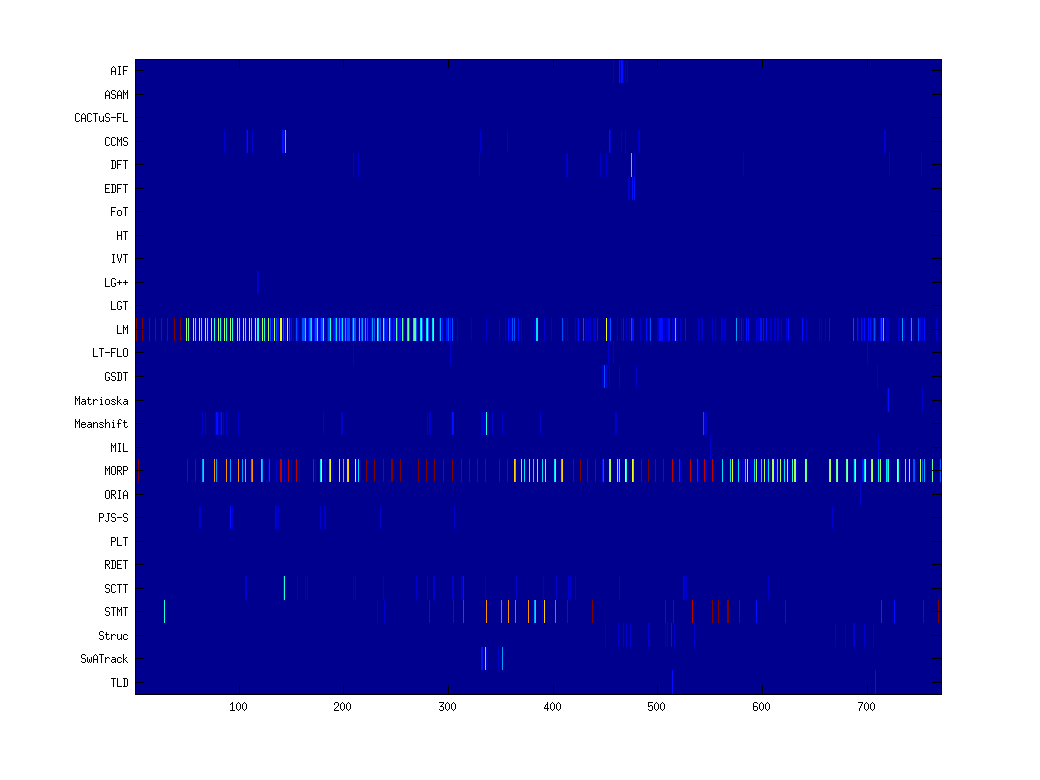 AIF
ASAM
CACTuS-FL
CCMS
DFT
EDFT
FoT
HT
IVT
LG++
LGT
LM
LT-FLO
GSDT
Matrioska
Meanshift
MIL
MORP
ORIA
PJS-S
PLT
RDET
SCTT
STMT
Struc
SwATrack
TLD
100 200 300 400 500 600 700